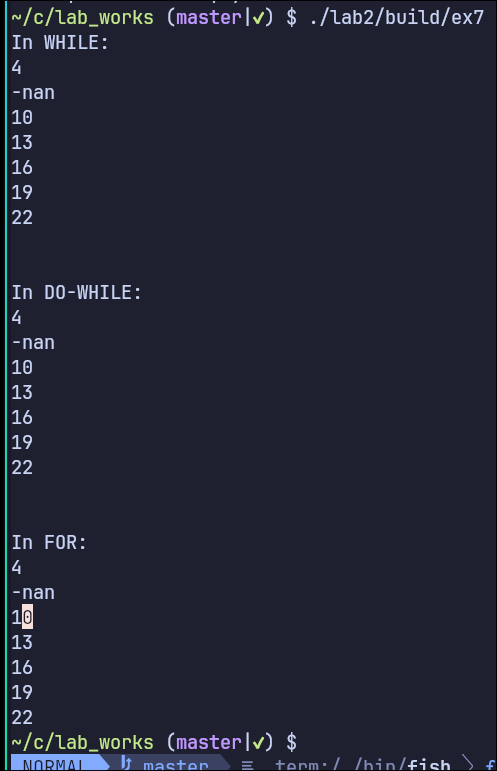 ~/c/lab_works (master|✔) $ ./lab2/build/ex7
In WHILE:
4
-nan
10
13
16
19
22
In DO-WHILE:
4
-nan
10
13
16
19
22
In FOR:
4
-nan
10
13
16
19
22
~/c/lab_works (master|✔) $
NORMAL master term:/ /bin/fish